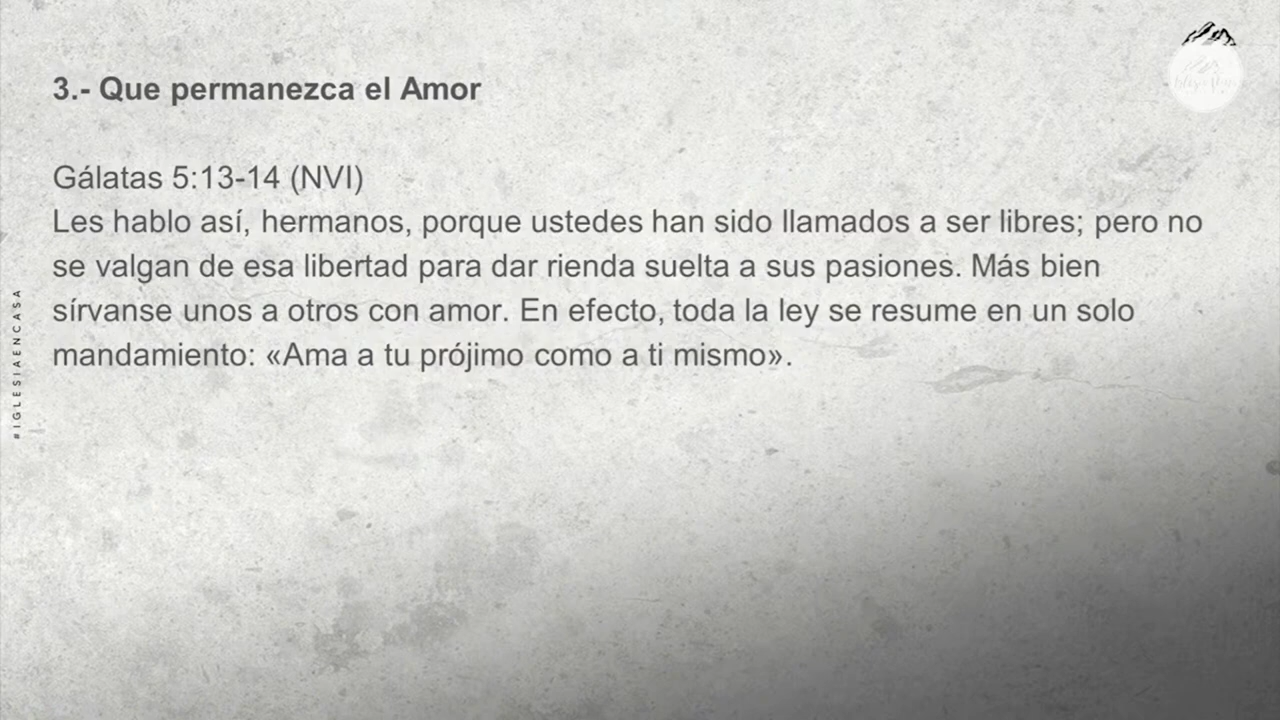 3.- Que permanezca el Amor
Gálatas 5:13-14 (NVI)
Les hablo así, hermanos, porque ustedes han sido llamados a ser libres; pero no
se valgan de esa libertad para dar rienda suelta a sus pasiones. Más bien
sírvanse unos a otros con amor. En efecto, toda la ley se resume en un solo
mandamiento: «Ama a tu prójimo como a ti mismo».
#IGLESIAENCASA